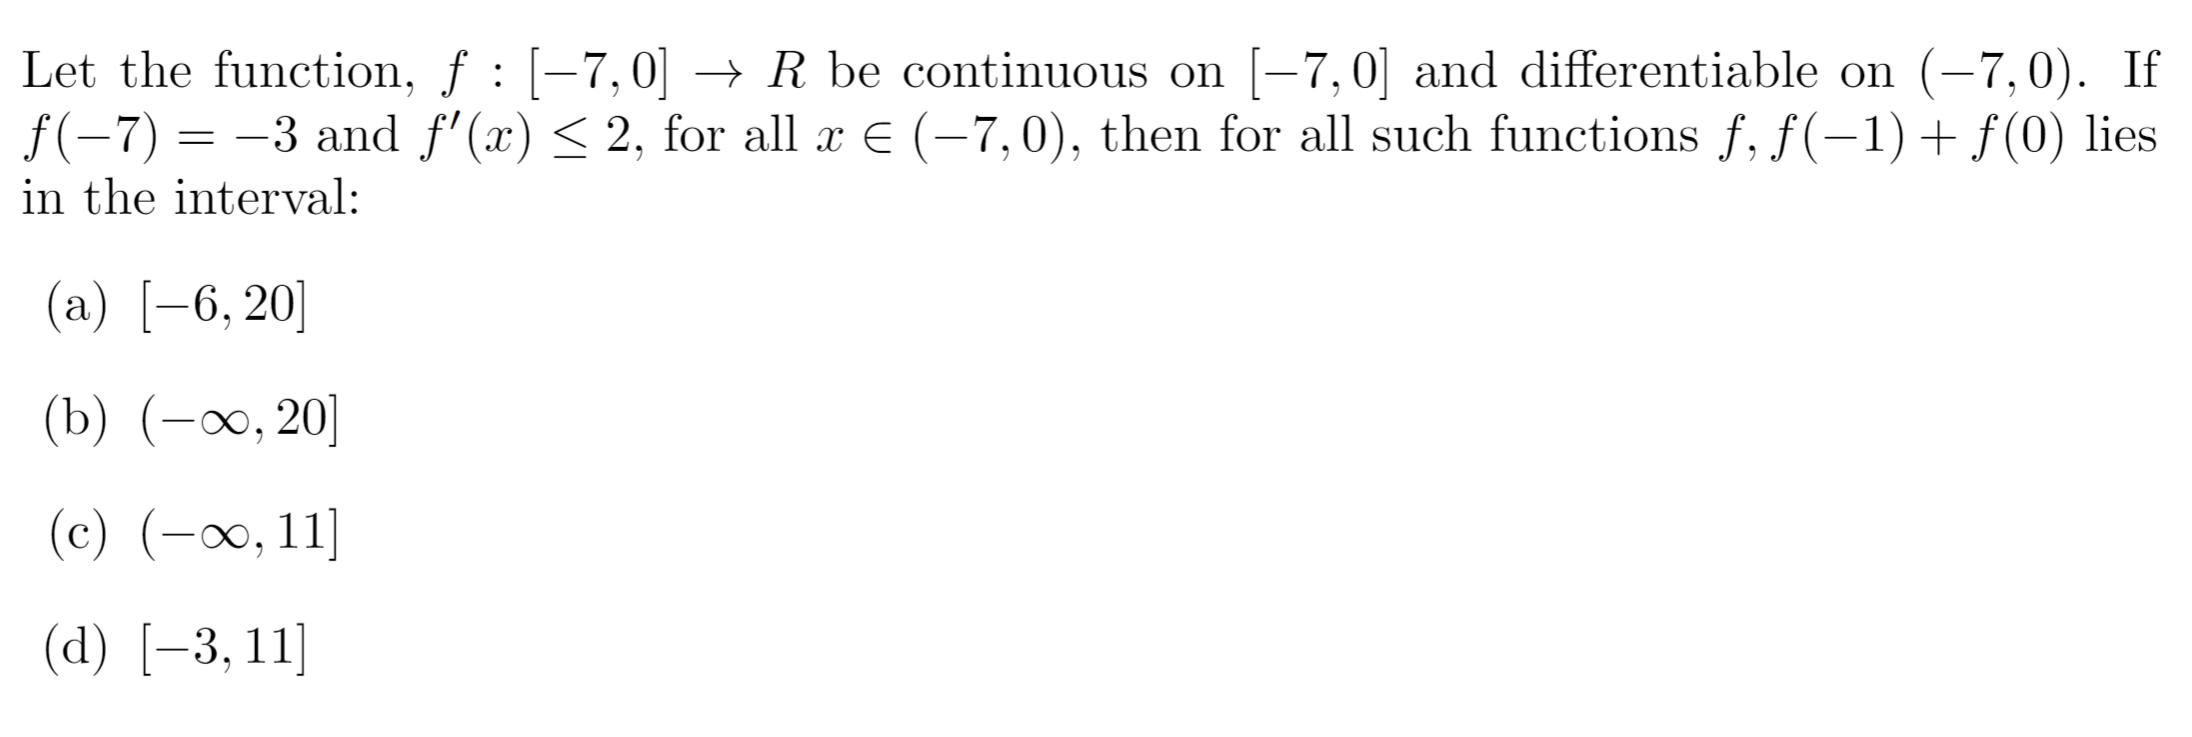 Let the function, f : [−7, 0] → R be continuous on [−7, 0] and differentiable on (−7, 0). If
f(−7) = −3 and f′(x) ≤ 2, for all x ∈ (−7, 0), then for all such functions f, f(−1) + f(0) lies
in the interval:
(a) [−6, 20]
(b) (−∞, 20]
(c) (−∞, 11]
(d) [−3, 11]